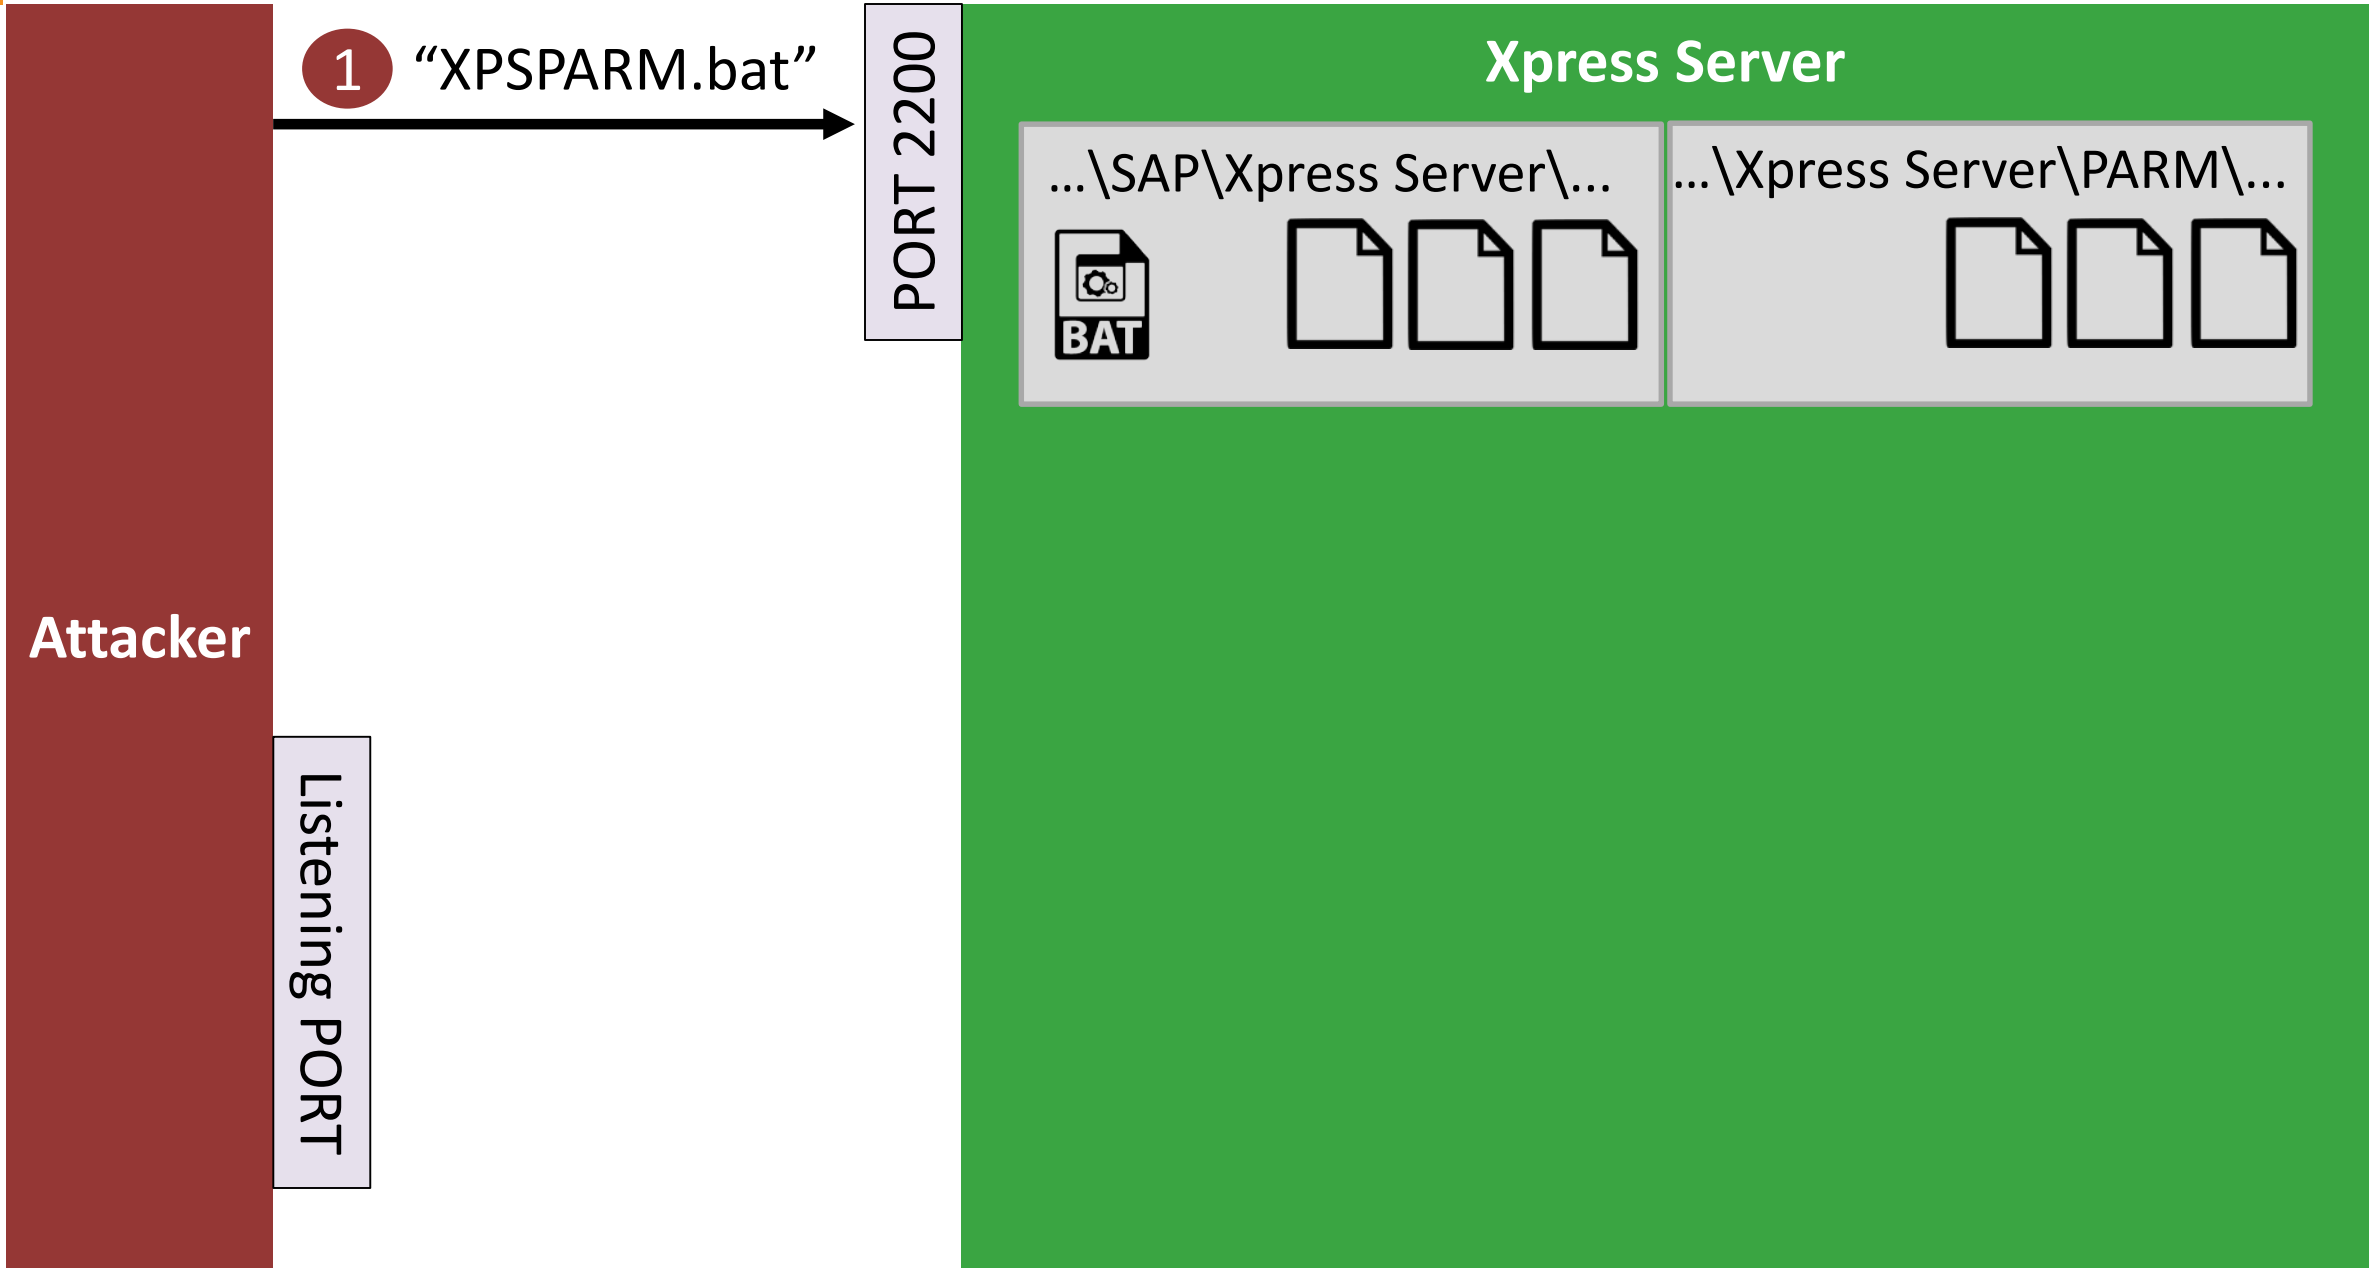 1 “XPSPARM.bat”
PORT 2200
Xpress Server
...\SAP\Xpress Server\...
...\Xpress Server\PARM\...
BAT
Attacker
Listening PORT